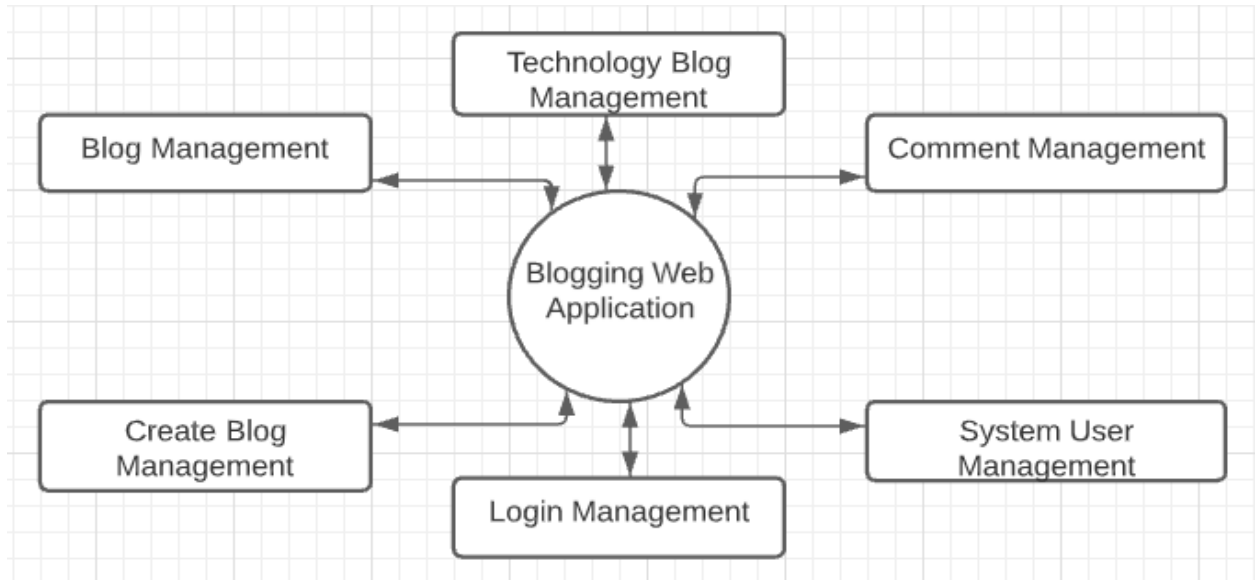 Technology Blog
Management
Blog Management
Comment Management
Blogging Web
Application
Create Blog
Management
System User
Management
Login Management